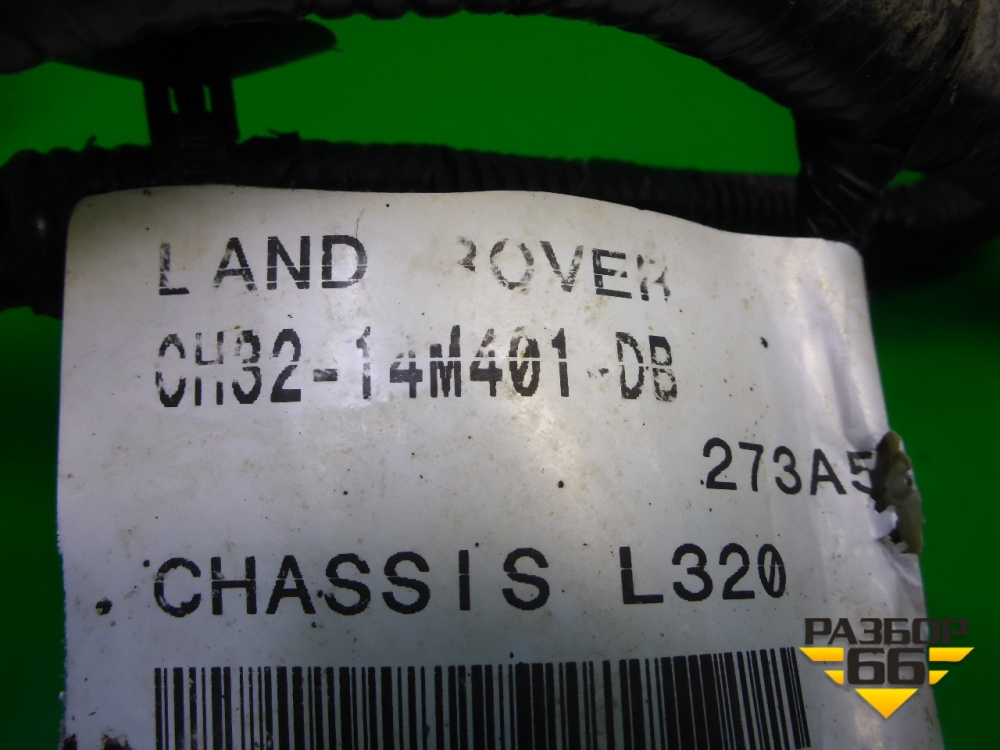 LAND ROVER
CH32-14M401-DB
273A5
CHASSIS L320
РАЗБОР
66